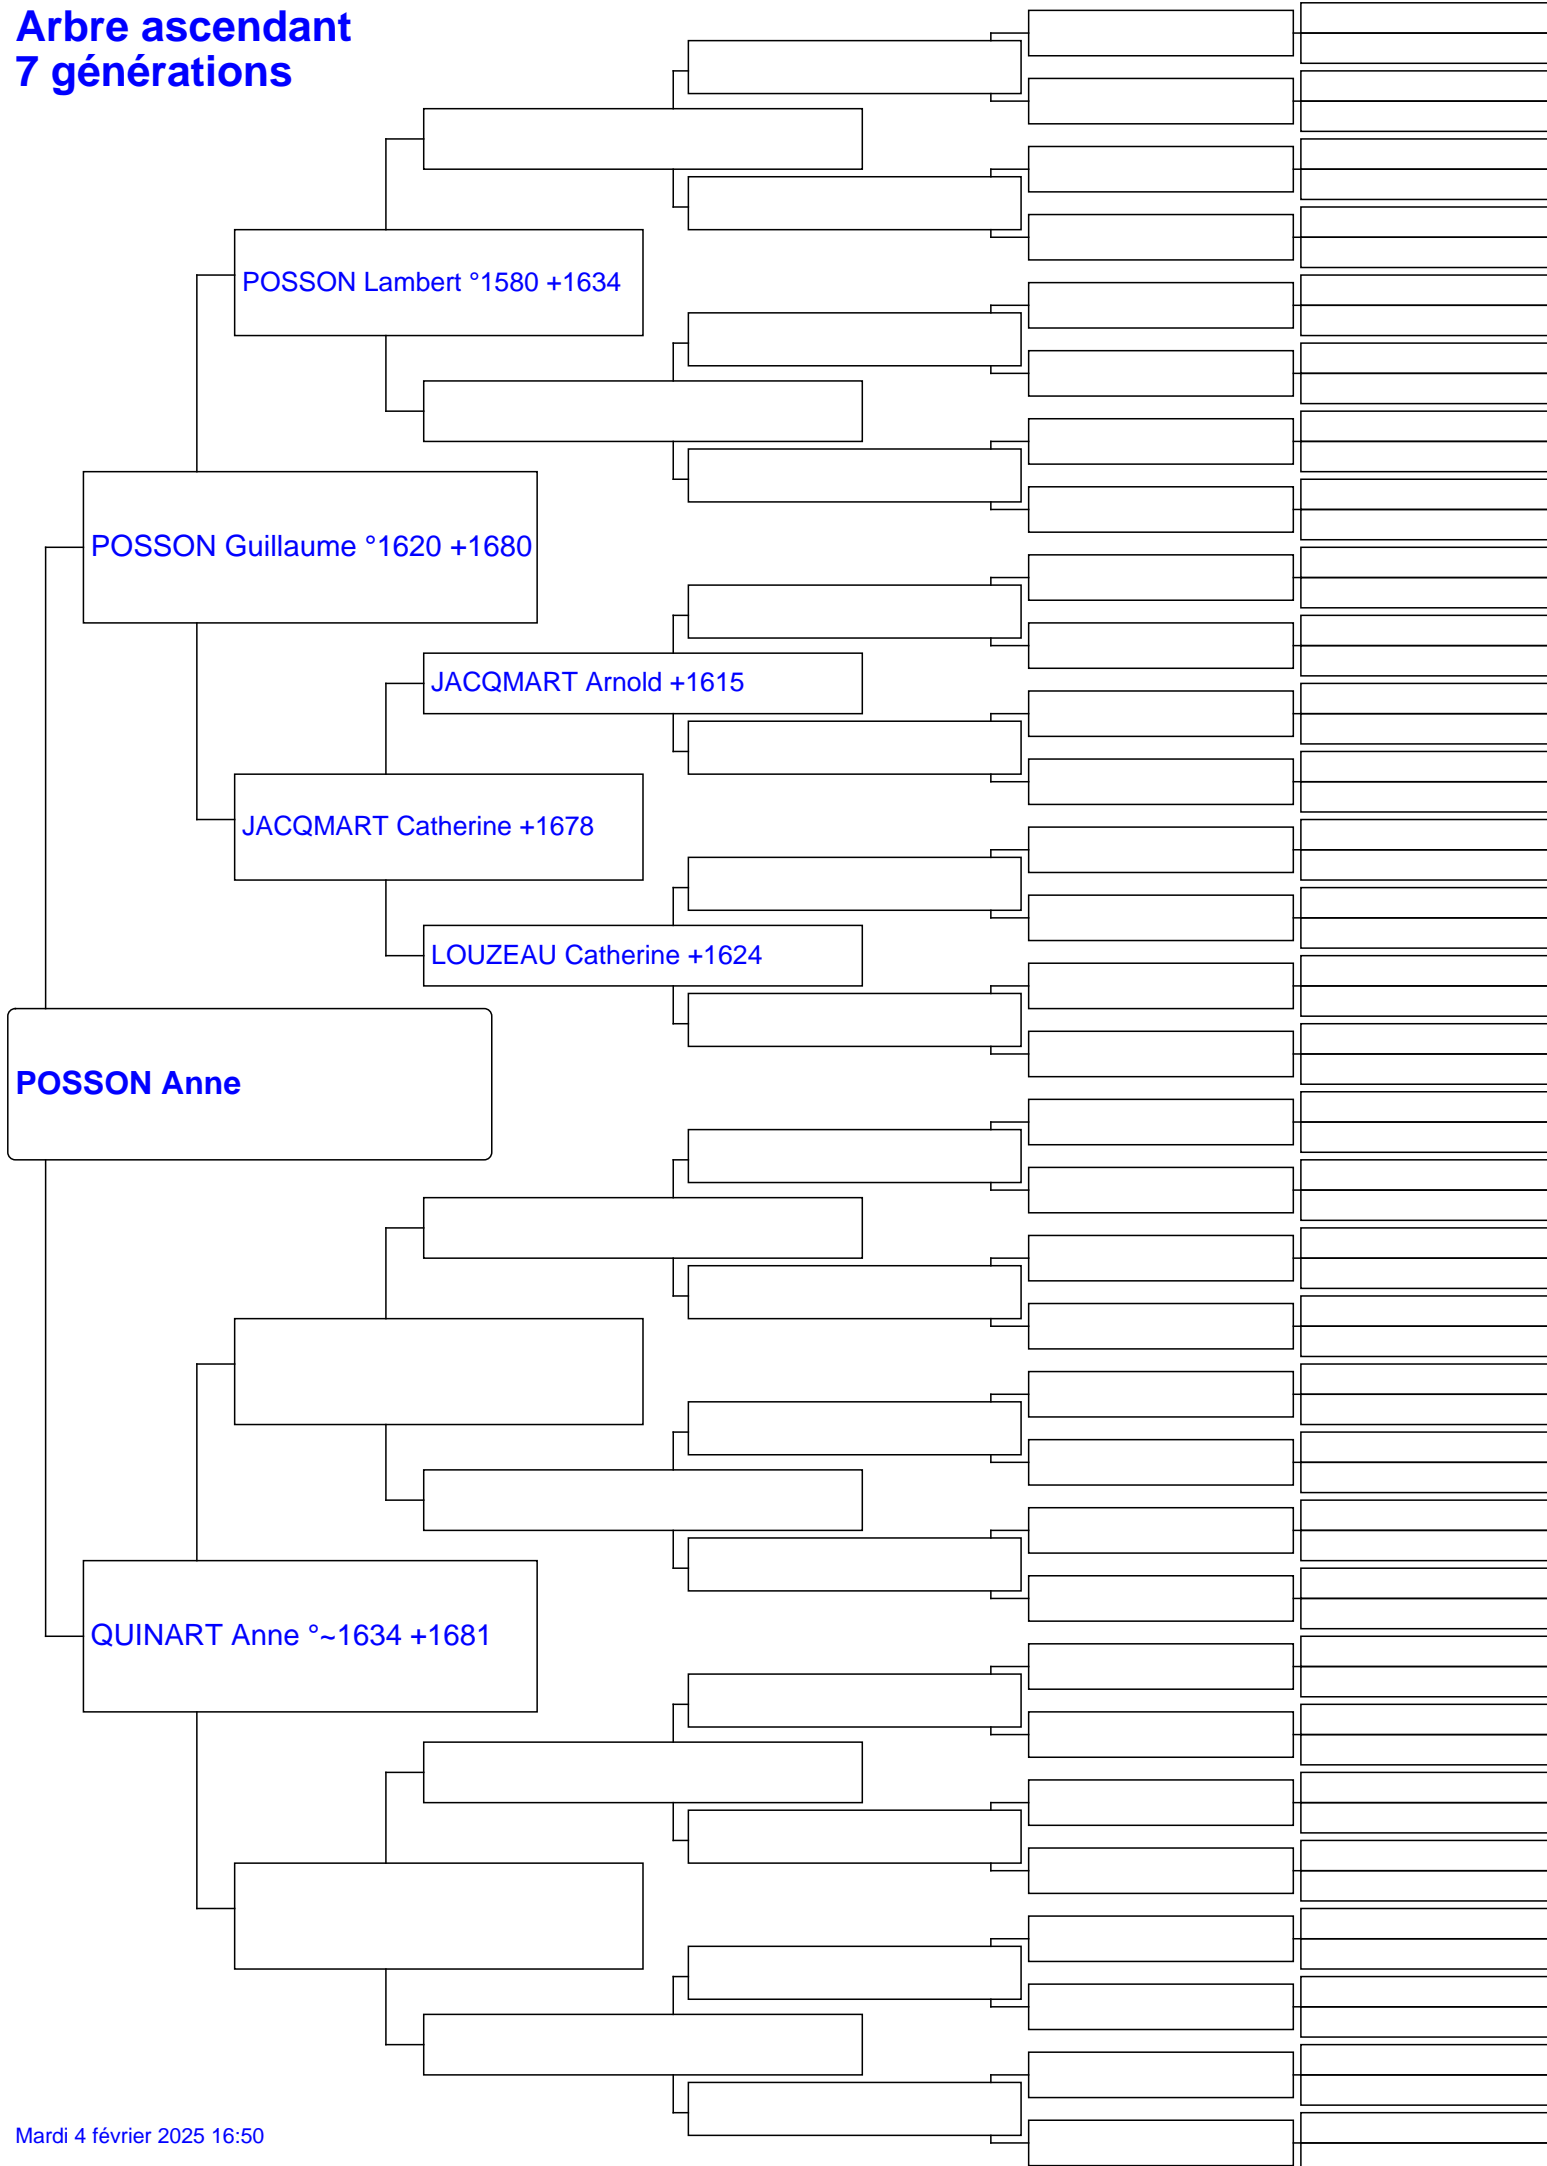 Arbre ascendant
7 générations
POSSON Lambert °1580 +1634
POSSON Guillaume °1620 +1680
JACQMART Arnold +1615
JACQMART Catherine +1678
LOUZEAU Catherine +1624
POSSON Anne
QUINART Anne °~1634 +1681
Mardi 4 février 2025 16:50